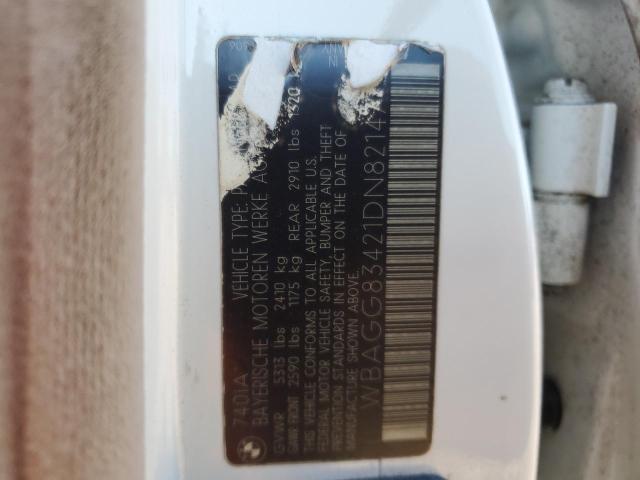 740IA VEHICLE TYPE:
BAYERISCHE MOTOREN WERKE AG
GVWR 5313 lbs 2410 kg
GAWR FRONT 2590 lbs 1175 kg REAR 2910 lbs 1320
THIS VEHICLE CONFORMS TO ALL APPLICABLE U.S.
FEDERAL MOTOR VEHICLE SAFETY, BUMPER AND THEFT
PREVENTION STANDARDS IN EFFECT ON THE DATE OF
MANUFACTURE SHOWN ABOVE.
WBAGG83421DN82147